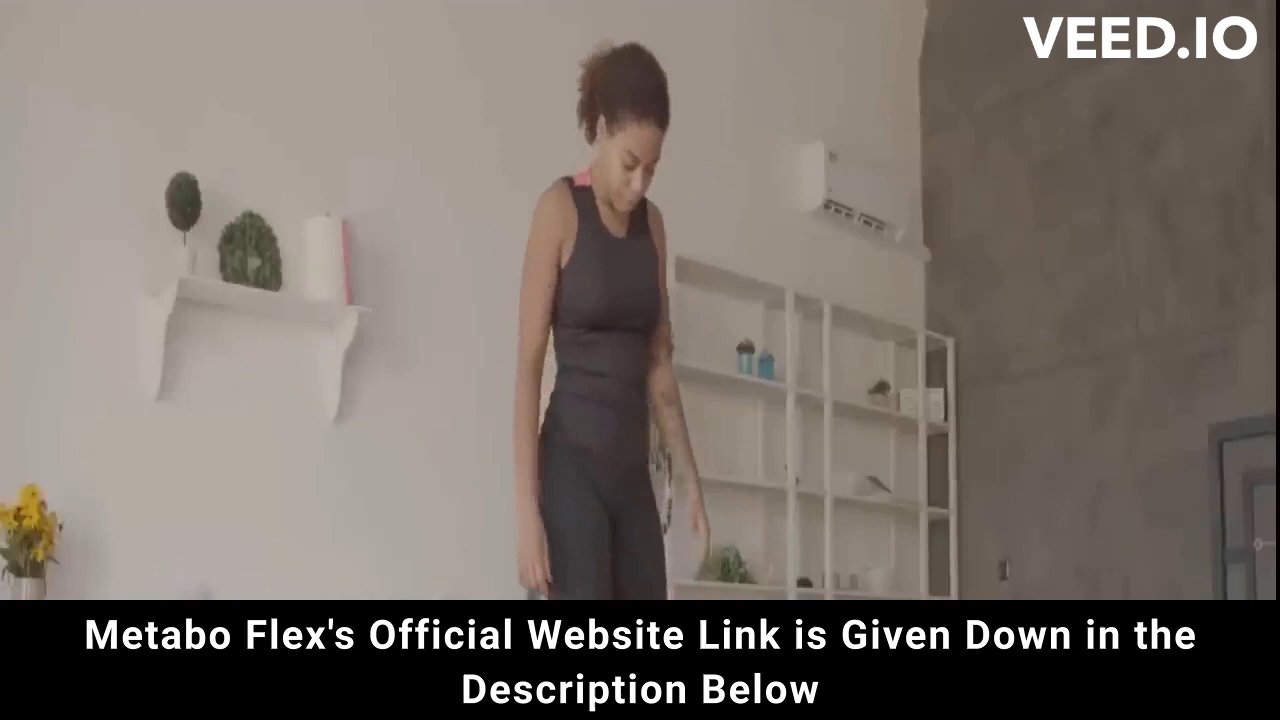 VEED.IO
Metabo Flex's Official Website Link is Given Down in the
Description Below